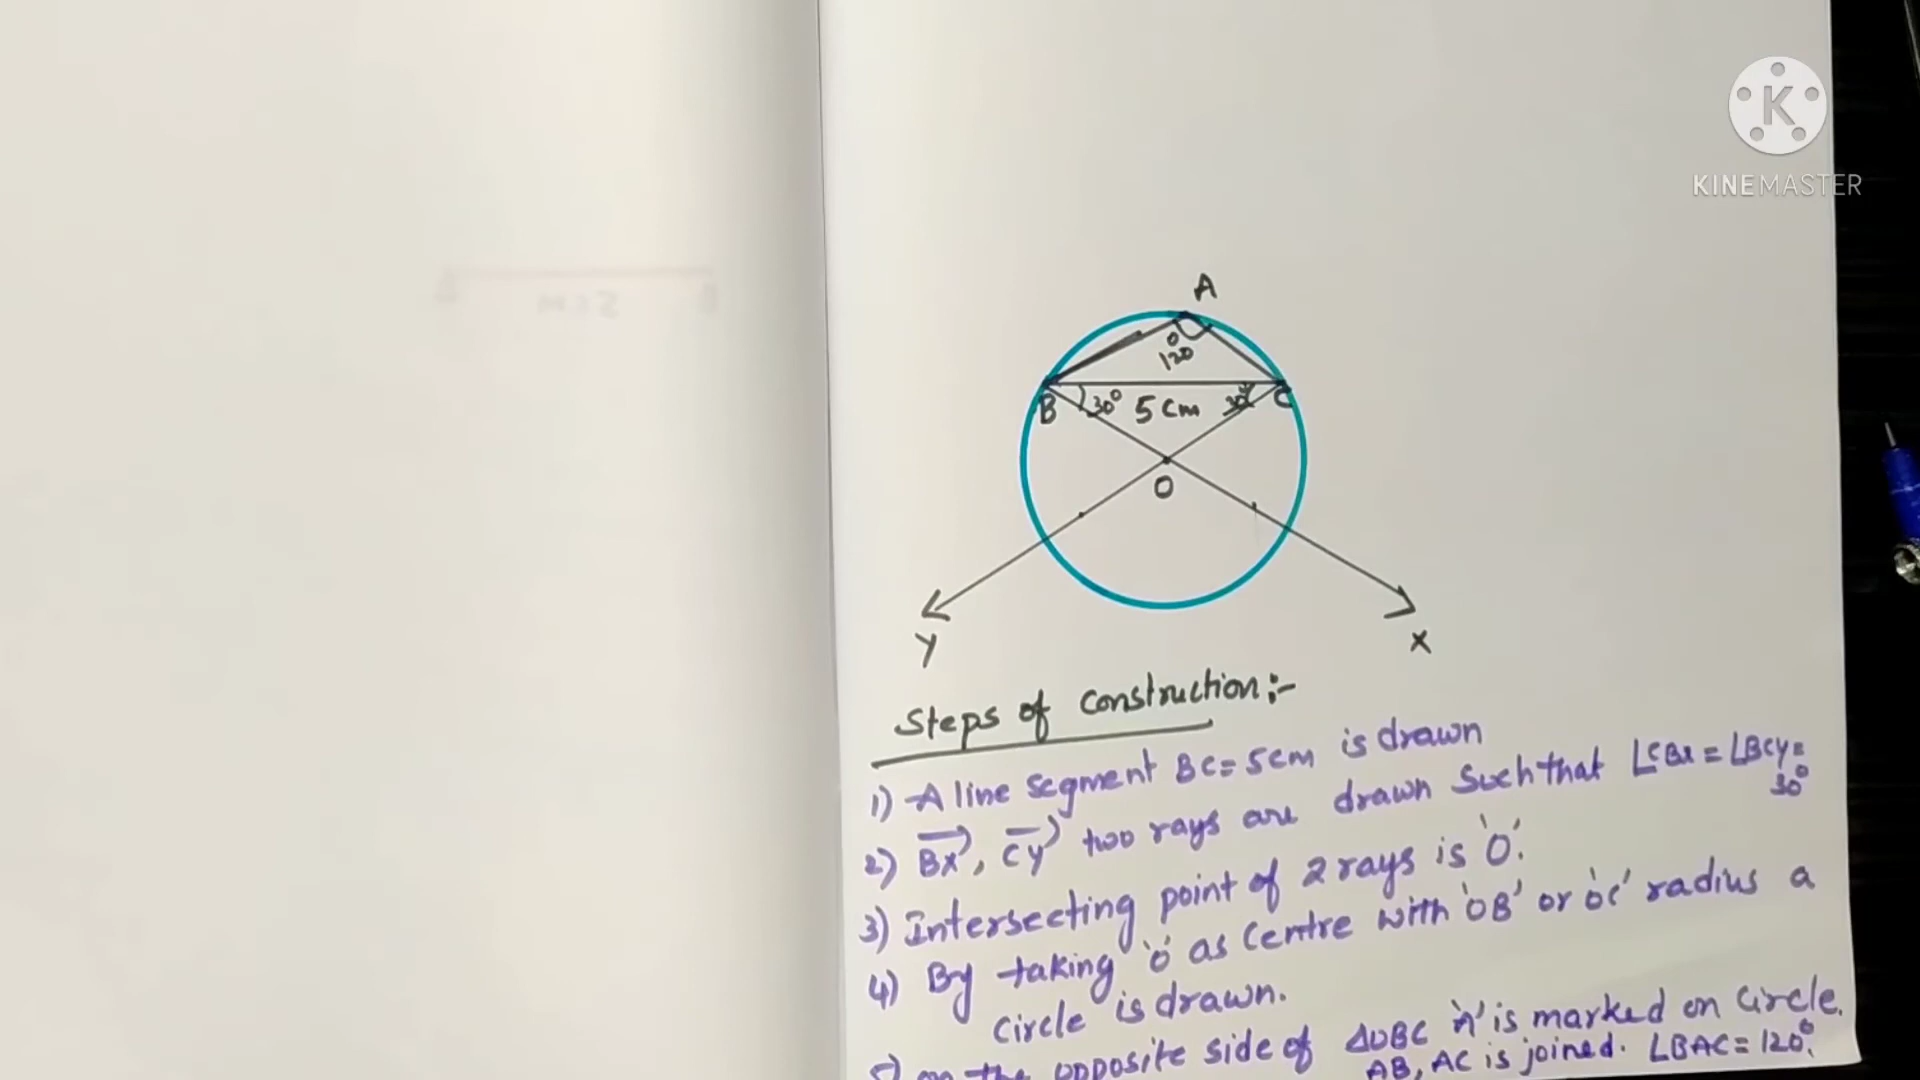 K
KINEMASTER
A
120°
B 30° 5 cm 30° C
O
Y X
Steps of construction:-
1) A line segment BC = 5cm is drawn
2) BX, CY two rays are drawn such that ∠CBx = ∠BCY =
30°
3) Intersecting point of 2 rays is 'O'.
4) By taking 'O' as centre with 'OB' or 'OC' radius a
circle is drawn.
5) on the opposite side of ΔOBC 'A' is marked on circle.
AB, AC is joined. ∠BAC = 120°.